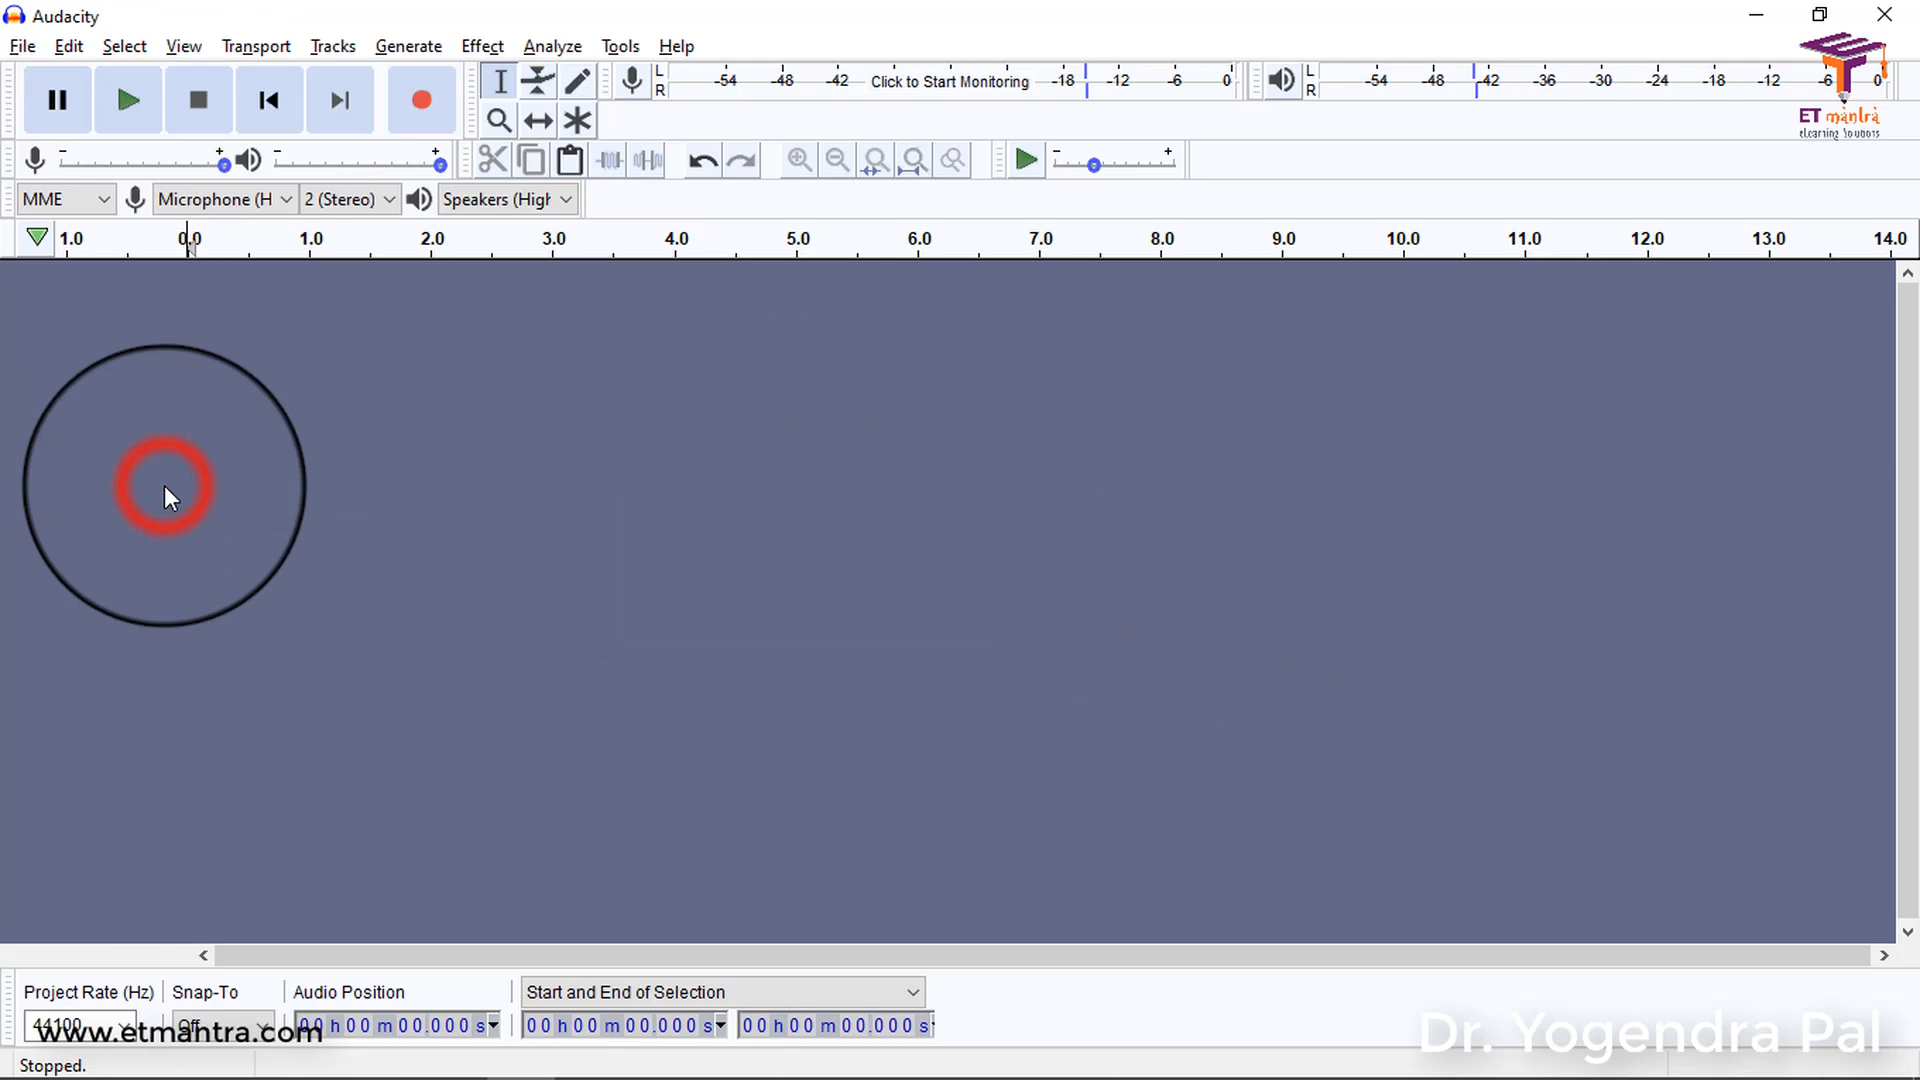 Audacity
File Edit Select View Transport Tracks Generate Effect Analyze Tools Help
L R -54 -48 -42 Click to Start Monitoring -18 -12 -6 0
L R -54 -48 -42 -36 -30 -24 -18 -12 -6 0
ET mantra
eLearning Solutions
- + - + - +
MME Microphone (H 2 (Stereo) Speakers (High
1.0 0.0 1.0 2.0 3.0 4.0 5.0 6.0 7.0 8.0 9.0 10.0 11.0 12.0 13.0 14.0
Project Rate (Hz) Snap-To Audio Position Start and End of Selection
44100 Off 00 h 00 m 00.000 s 00 h 00 m 00.000 s 00 h 00 m 00.000 s
www.etmantra.com
Dr. Yogendra Pal
Stopped.